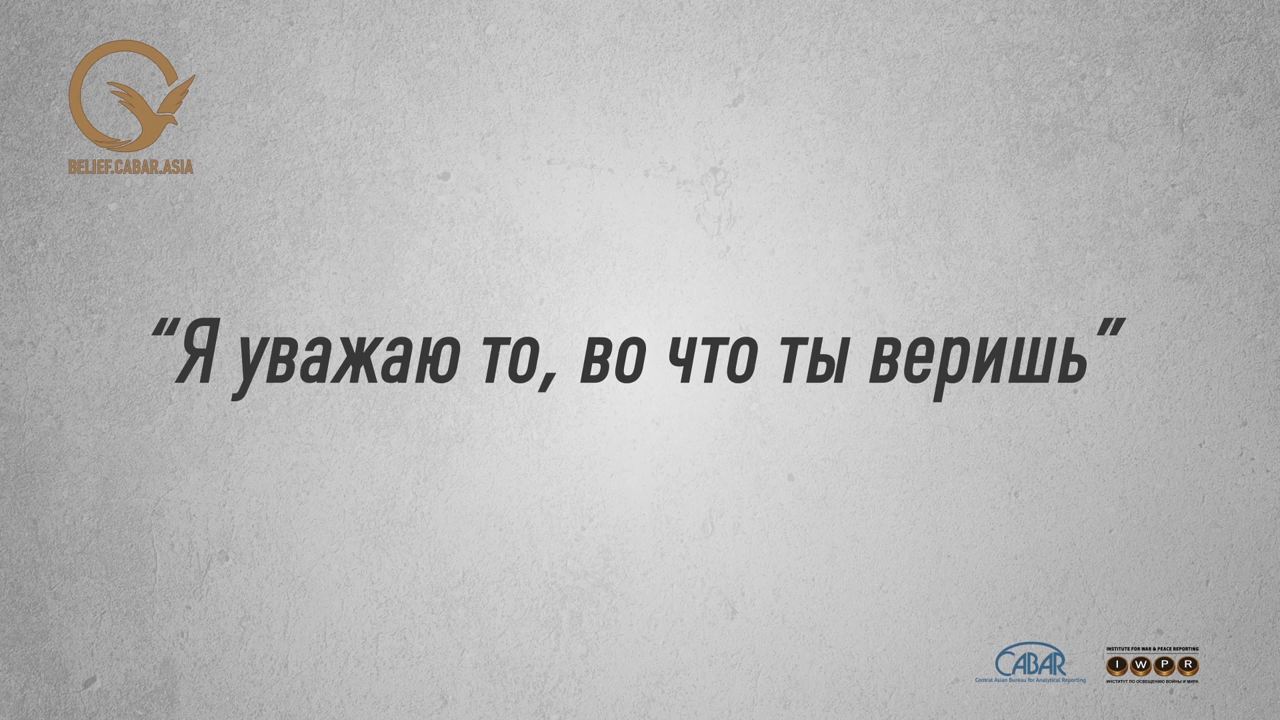 BELIEF.CABAR.ASIA
“Я уважаю то, во что ты веришь”
CABAR
Central Asian Bureau for Analytical Reporting
INSTITUTE FOR WAR & PEACE REPORTING
I W P R
ИНСТИТУТ ПО ОСВЕЩЕНИЮ ВОЙНЫ И МИРА